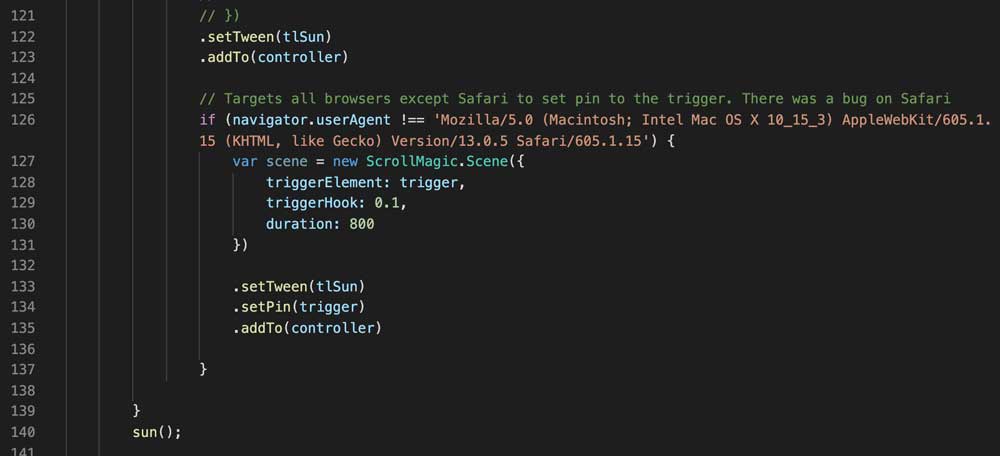 121 // })
122 .setTween(tlSun)
123 .addTo(controller)
124
125 // Targets all browsers except Safari to set pin to the trigger. There was a bug on Safari
126 if (navigator.userAgent !== 'Mozilla/5.0 (Macintosh; Intel Mac OS X 10_15_3) AppleWebKit/605.1.
15 (KHTML, like Gecko) Version/13.0.5 Safari/605.1.15') {
127 var scene = new ScrollMagic.Scene({
128 triggerElement: trigger,
129 triggerHook: 0.1,
130 duration: 800
131 })
132
133 .setTween(tlSun)
134 .setPin(trigger)
135 .addTo(controller)
136
137 }
138
139 }
140 sun();
141